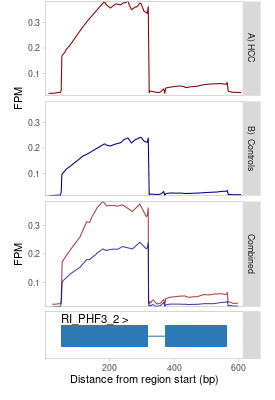 0.3
0.2
0.1
A) HCC
FPM
0.3
0.2
0.1
B) Controls
0.3
0.2
0.1
Combined
FPM
RI_PHF3_2 >
200 400 600
Distance from region start (bp)